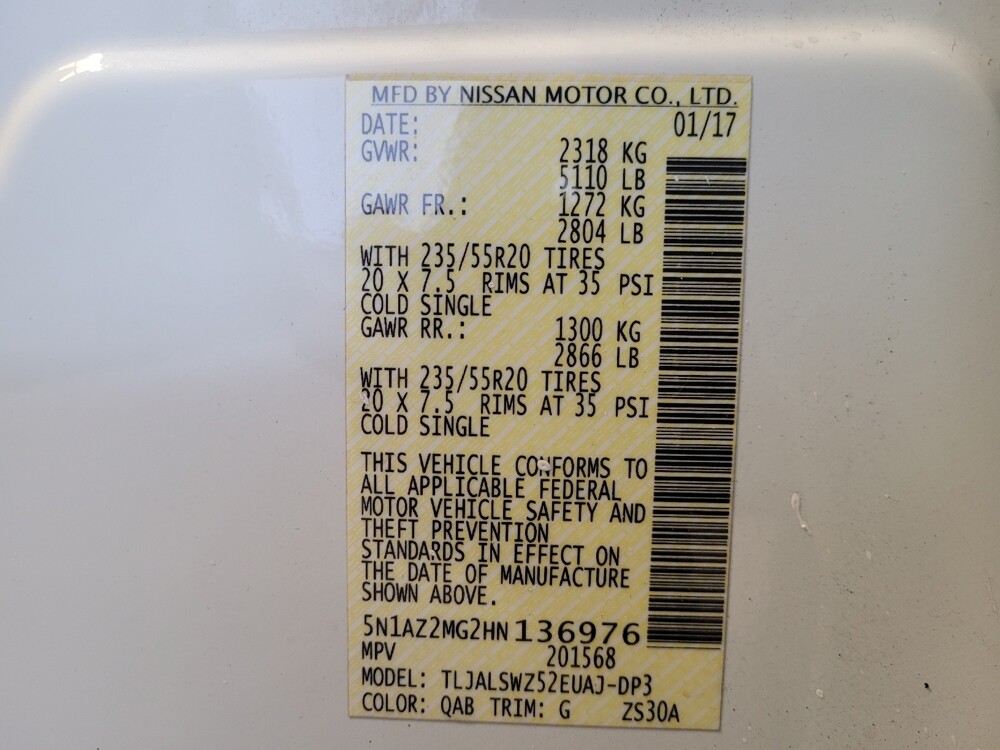 MFD BY NISSAN MOTOR CO., LTD.
DATE: 01/17
GVWR: 2318 KG
5110 LB
GAWR FR.: 1272 KG
2804 LB
WITH 235/55R20 TIRES
20 X 7.5 RIMS AT 35 PSI
COLD SINGLE
GAWR RR.: 1300 KG
2866 LB
WITH 235/55R20 TIRES
20 X 7.5 RIMS AT 35 PSI
COLD SINGLE
THIS VEHICLE CONFORMS TO
ALL APPLICABLE FEDERAL
MOTOR VEHICLE SAFETY AND
THEFT PREVENTION
STANDARDS IN EFFECT ON
THE DATE OF MANUFACTURE
SHOWN ABOVE.
5N1AZ2MG2HN136976
MPV 201568
MODEL: TLJALSWZ52EUAJ-DP3
COLOR: QAB TRIM: G ZS30A